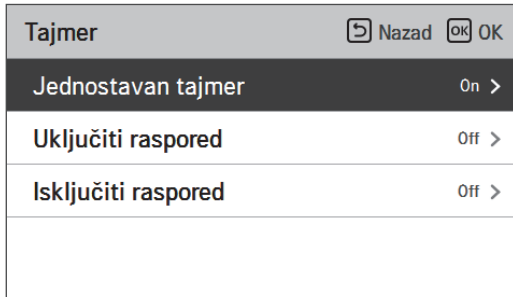 Tajmer Nazad OK OK
Jednostavan tajmer On >
Uključiti raspored Off >
Isključiti raspored Off >